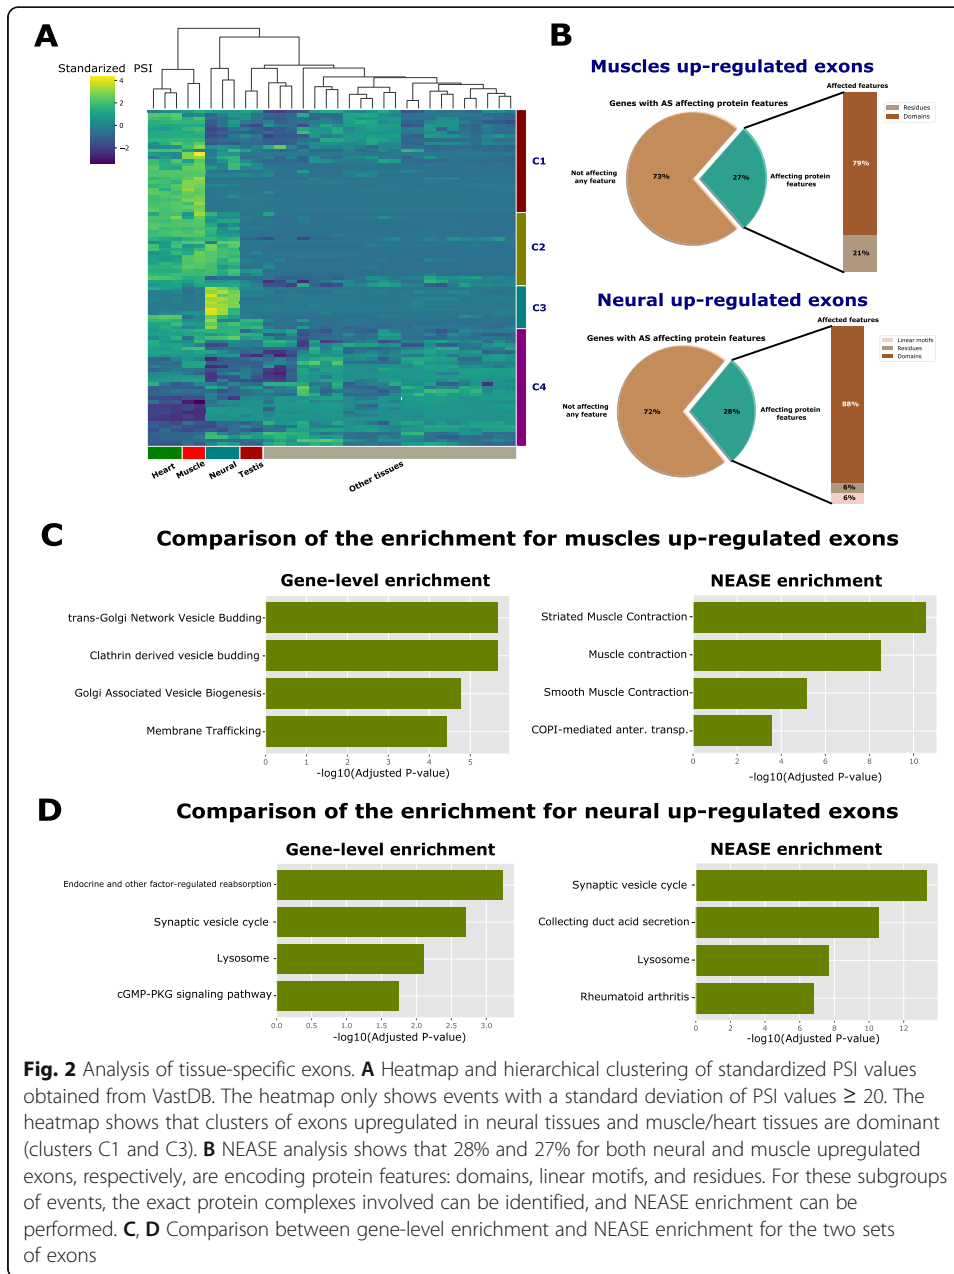 A
Standarized PSI
4
2
0
−2
C1
C2
C3
C4
Heart
Muscle
Neural
Testis
Other tissues
B
Muscles up-regulated exons
Genes with AS affecting protein features
Affected features
Residues
Domains
Not affecting
any feature
73%
27%
Affecting protein
features
79%
21%
Neural up-regulated exons
Genes with AS affecting protein features
Affected features
Linear motifs
Residues
Domains
Not affecting
any feature
72%
28%
Affecting protein
features
88%
6%
6%
C
Comparison of the enrichment for muscles up-regulated exons
Gene-level enrichment
trans-Golgi Network Vesicle Budding
Clathrin derived vesicle budding
Golgi Associated Vesicle Biogenesis
Membrane Trafficking
0 1 2 3 4 5
-log10(Adjusted P-value)
NEASE enrichment
Striated Muscle Contraction
Muscle contraction
Smooth Muscle Contraction
COPI-mediated anter. transp.
0 2 4 6 8 10
-log10(Adjusted P-value)
D
Comparison of the enrichment for neural up-regulated exons
Gene-level enrichment
Endocrine and other factor-regulated reabsorption
Synaptic vesicle cycle
Lysosome
cGMP-PKG signaling pathway
0.0 0.5 1.0 1.5 2.0 2.5 3.0
-log10(Adjusted P-value)
NEASE enrichment
Synaptic vesicle cycle
Collecting duct acid secretion
Lysosome
Rheumatoid arthritis
0 2 4 6 8 10 12
-log10(Adjusted P-value)
Fig. 2 Analysis of tissue-specific exons. A Heatmap and hierarchical clustering of standardized PSI values
obtained from VastDB. The heatmap only shows events with a standard deviation of PSI values ≥ 20. The
heatmap shows that clusters of exons upregulated in neural tissues and muscle/heart tissues are dominant
(clusters C1 and C3). B NEASE analysis shows that 28% and 27% for both neural and muscle upregulated
exons, respectively, are encoding protein features: domains, linear motifs, and residues. For these subgroups
of events, the exact protein complexes involved can be identified, and NEASE enrichment can be
performed. C, D Comparison between gene-level enrichment and NEASE enrichment for the two sets
of exons